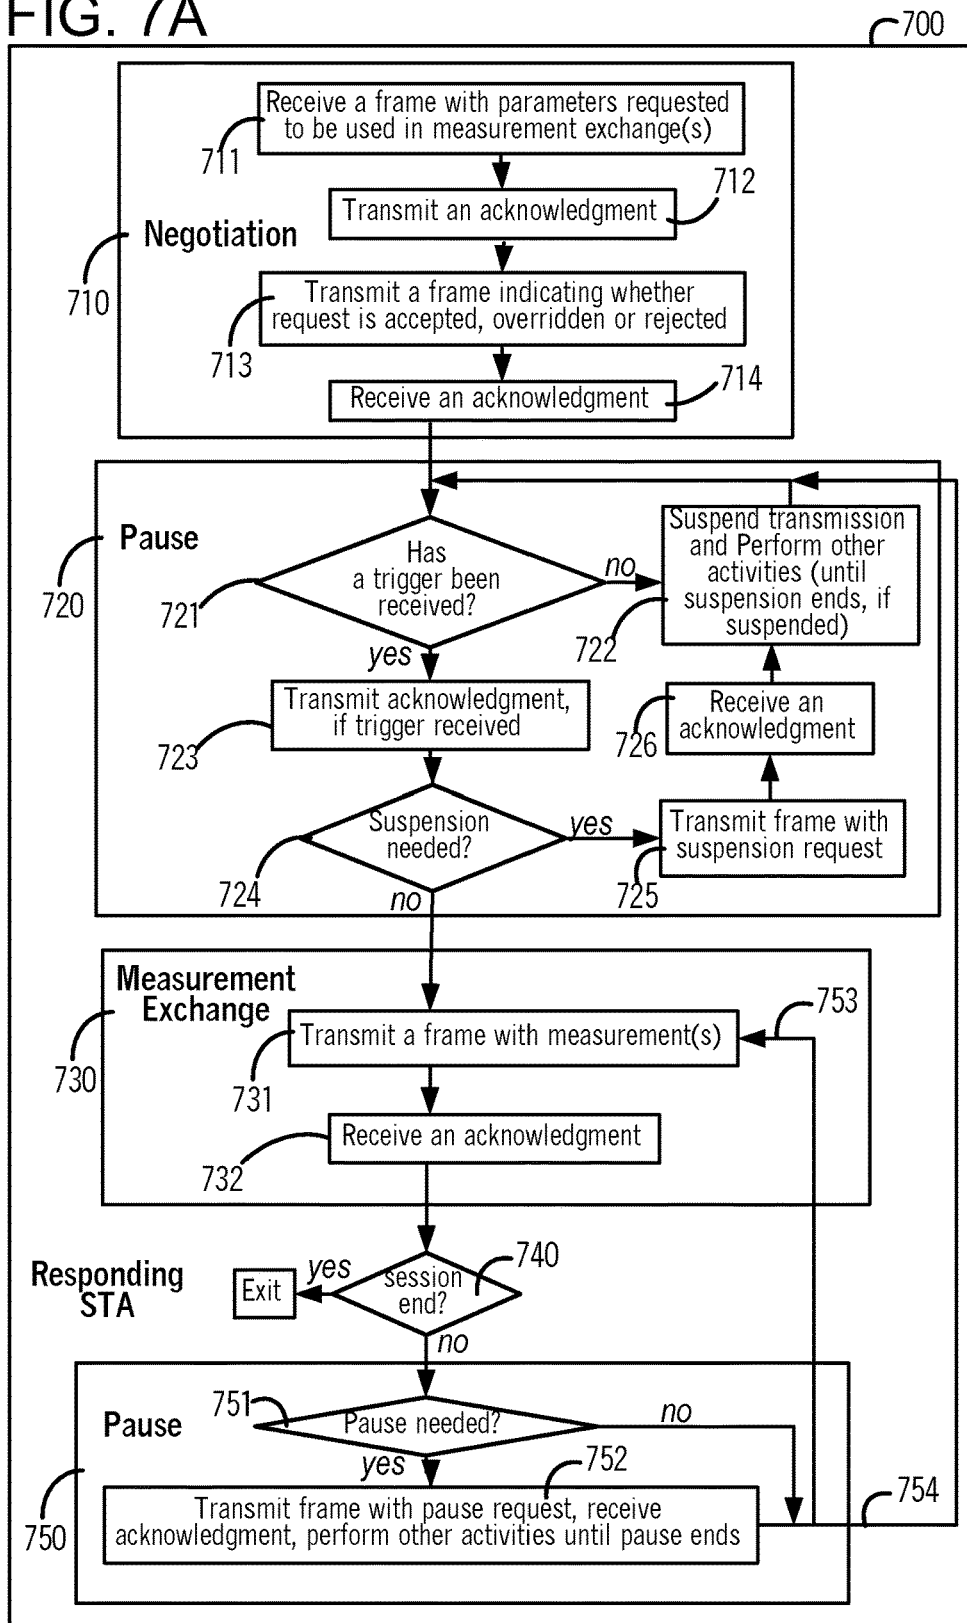 FIG. 7A
700
Receive a frame with parameters requested
to be used in measurement exchange(s)
711
712
Transmit an acknowledgment
Negotiation
710
Transmit a frame indicating whether
request is accepted, overridden or rejected
713
714
Receive an acknowledgment
Pause
720
Has
a trigger been
received?
721
no
Suspend transmission
and Perform other
activities (until
suspension ends, if
suspended)
722
yes
Transmit acknowledgment,
if trigger received
723
Receive an
acknowledgment
726
Suspension
needed?
724
yes
Transmit frame with
suspension request
725
no
Measurement
Exchange
730
753
Transmit a frame with measurement(s)
731
Receive an acknowledgment
732
Responding
STA
Exit
yes
session
end?
740
no
751
Pause
Pause needed?
no
yes
752
754
Transmit frame with pause request, receive
acknowledgment, perform other activities until pause ends
750